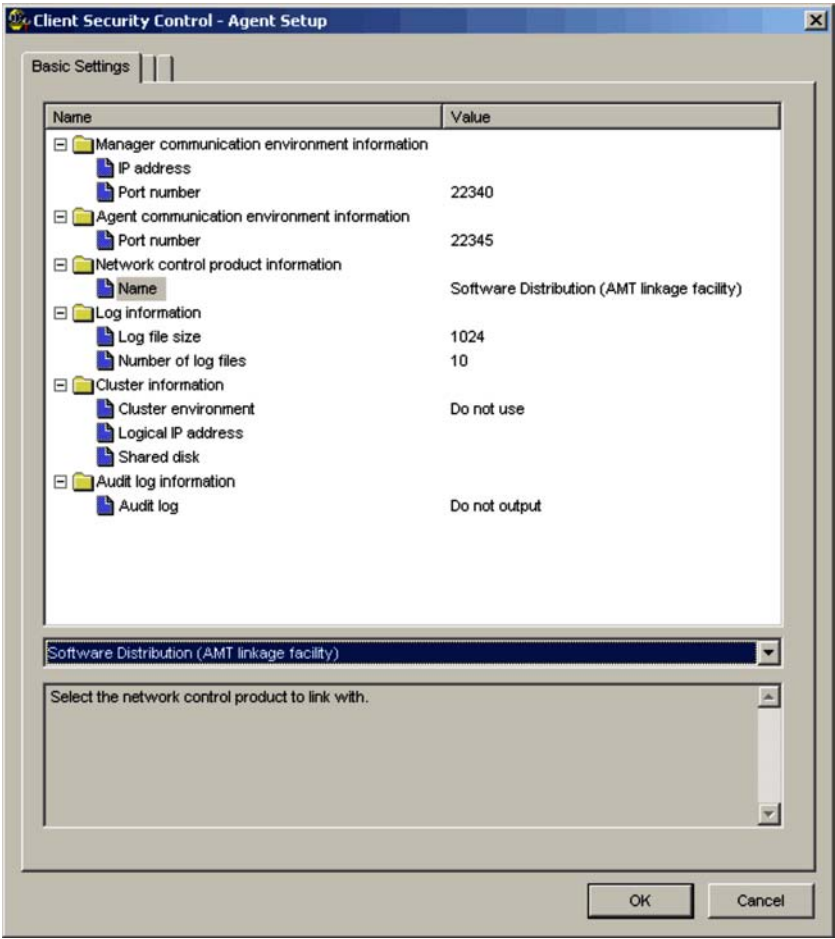 Client Security Control - Agent Setup
Basic Settings
Name Value
Manager communication environment information
IP address
Port number 22340
Agent communication environment information
Port number 22345
Network control product information
Name Software Distribution (AMT linkage facility)
Log information
Log file size 1024
Number of log files 10
Cluster information
Cluster environment Do not use
Logical IP address
Shared disk
Audit log information
Audit log Do not output
Software Distribution (AMT linkage facility)
Select the network control product to link with.
OK Cancel